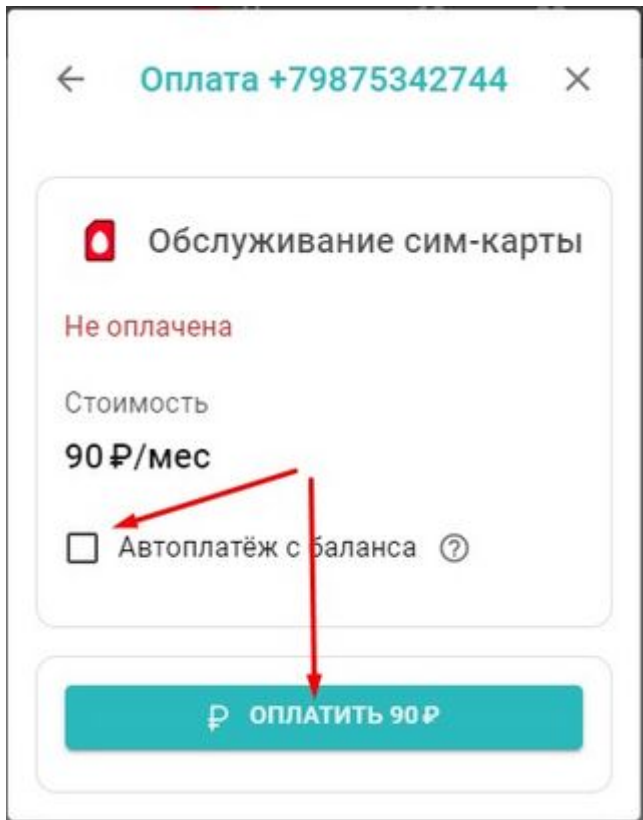 Оплата +79875342744
Обслуживание сим-карты
Не оплачена
Стоимость
90 ₽/мес
Автоплатёж с баланса
₽ ОПЛАТИТЬ 90 ₽